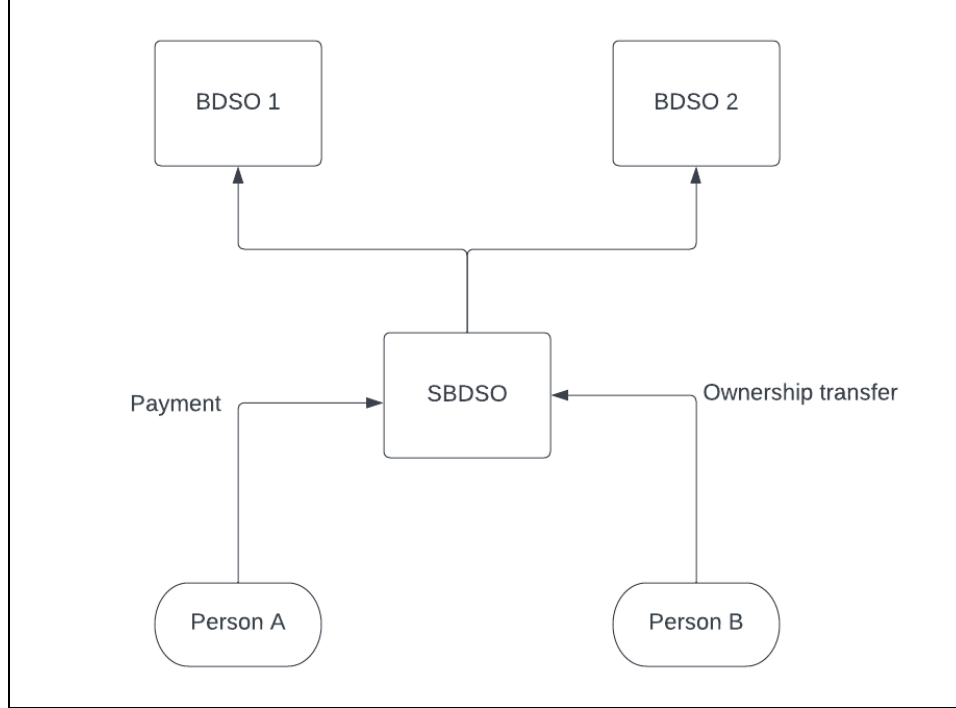 BDSO 1
BDSO 2
SBDSO
Payment
Ownership transfer
Person A
Person B